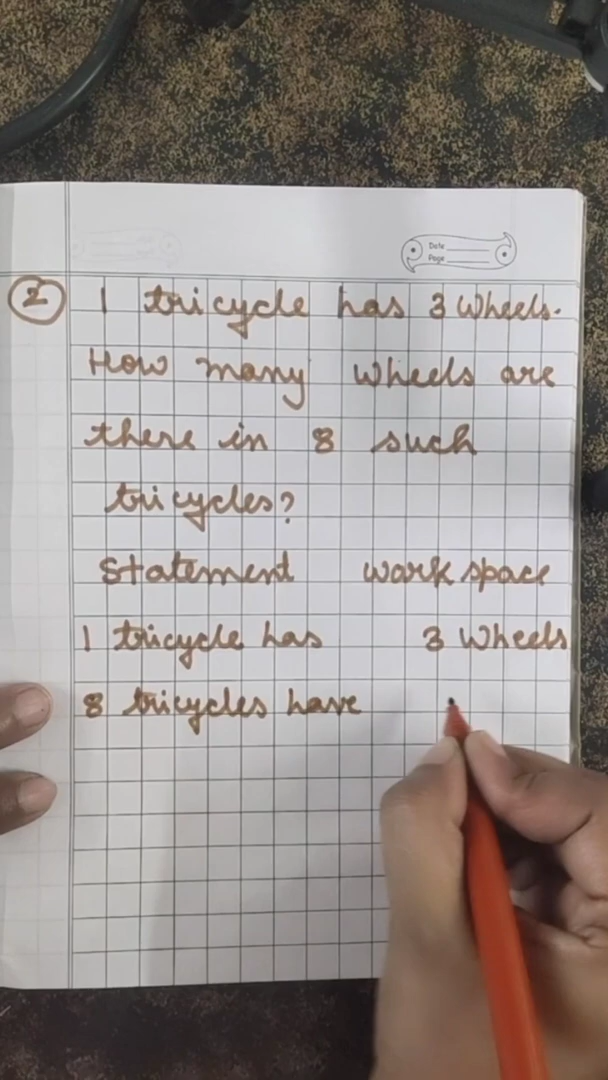 Date
Page
2 1 tricycle has 3 Wheels.
How many wheels are
there in 8 such
tricycles?
Statement work space
1 tricycle has 3 Wheels
8 tricycles have